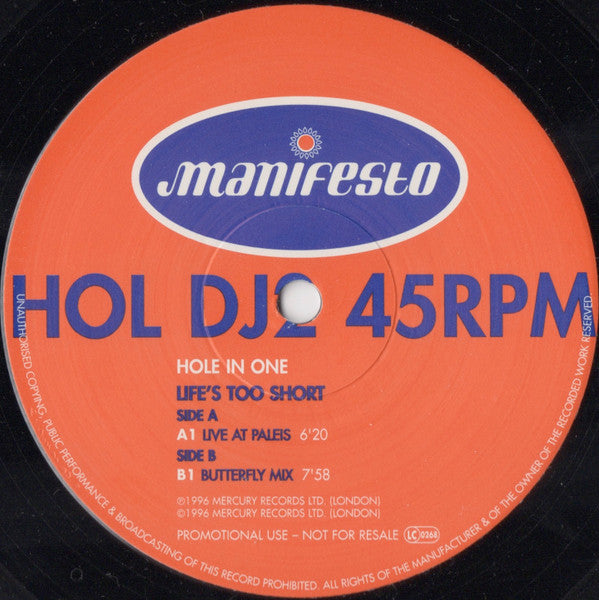 manifesto
HOL DJ2 45RPM
HOLE IN ONE
LIFE'S TOO SHORT
SIDE A
A1 LIVE AT PALEIS 6'20
SIDE B
B1 BUTTERFLY MIX 7'58
℗1996 MERCURY RECORDS LTD. (LONDON)
©1996 MERCURY RECORDS LTD. (LONDON)
PROMOTIONAL USE – NOT FOR RESALE LC 0268
UNAUTHORISED COPYING, PUBLIC PERFORMANCE & BROADCASTING OF THIS RECORD PROHIBITED. ALL RIGHTS OF THE MANUFACTURER & OF THE OWNER OF THE RECORDED WORK RESERVED